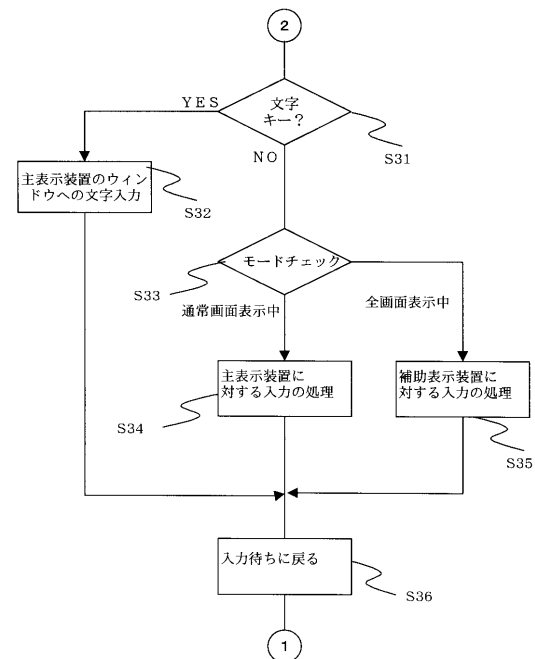 2
文字
キー？
YES
NO
S31
主表示装置のウィン
ドウへの文字入力
S32
モードチェック
S33
通常画面表示中
全画面表示中
主表示装置に
対する入力の処理
S34
補助表示装置に
対する入力の処理
S35
入力待ちに戻る
S36
1